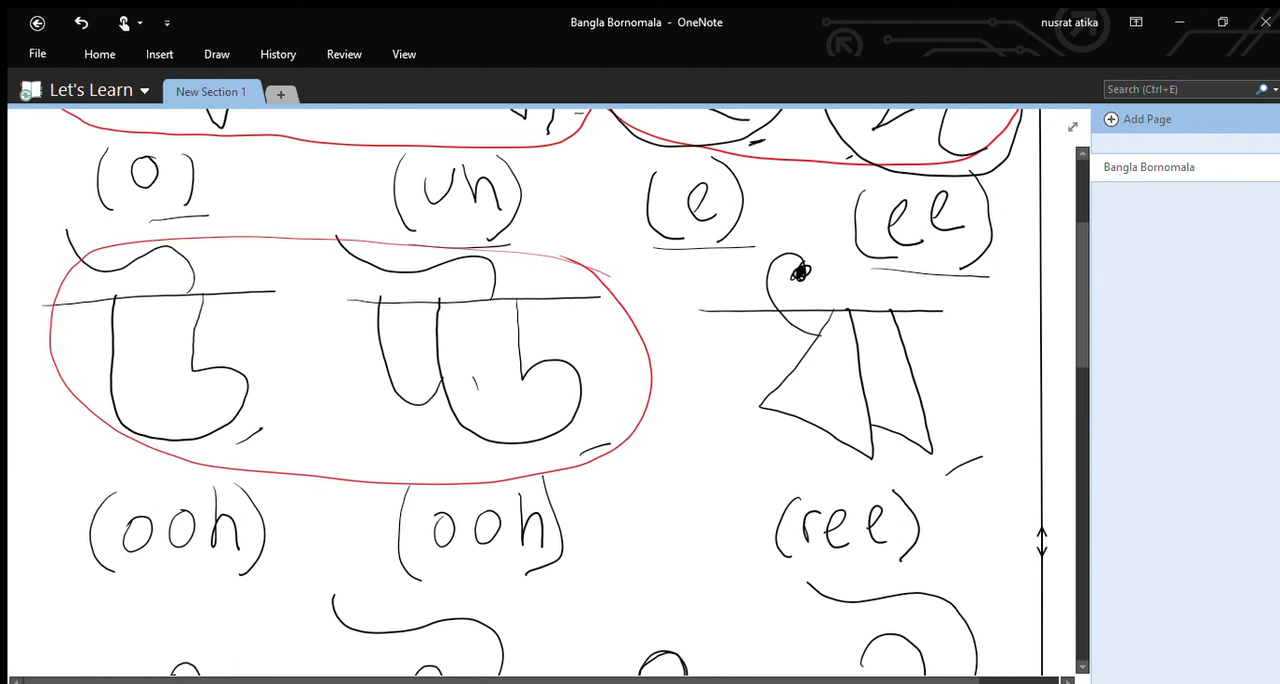 Bangla Bornomala - OneNote
nusrat atika
File Home Insert Draw History Review View
Let's Learn New Section 1
Search (Ctrl+E)
Add Page
Bangla Bornomala
(o) (uh) (e) (ee)
উ ঊ ঋ
(ooh) (ooh) (ree)